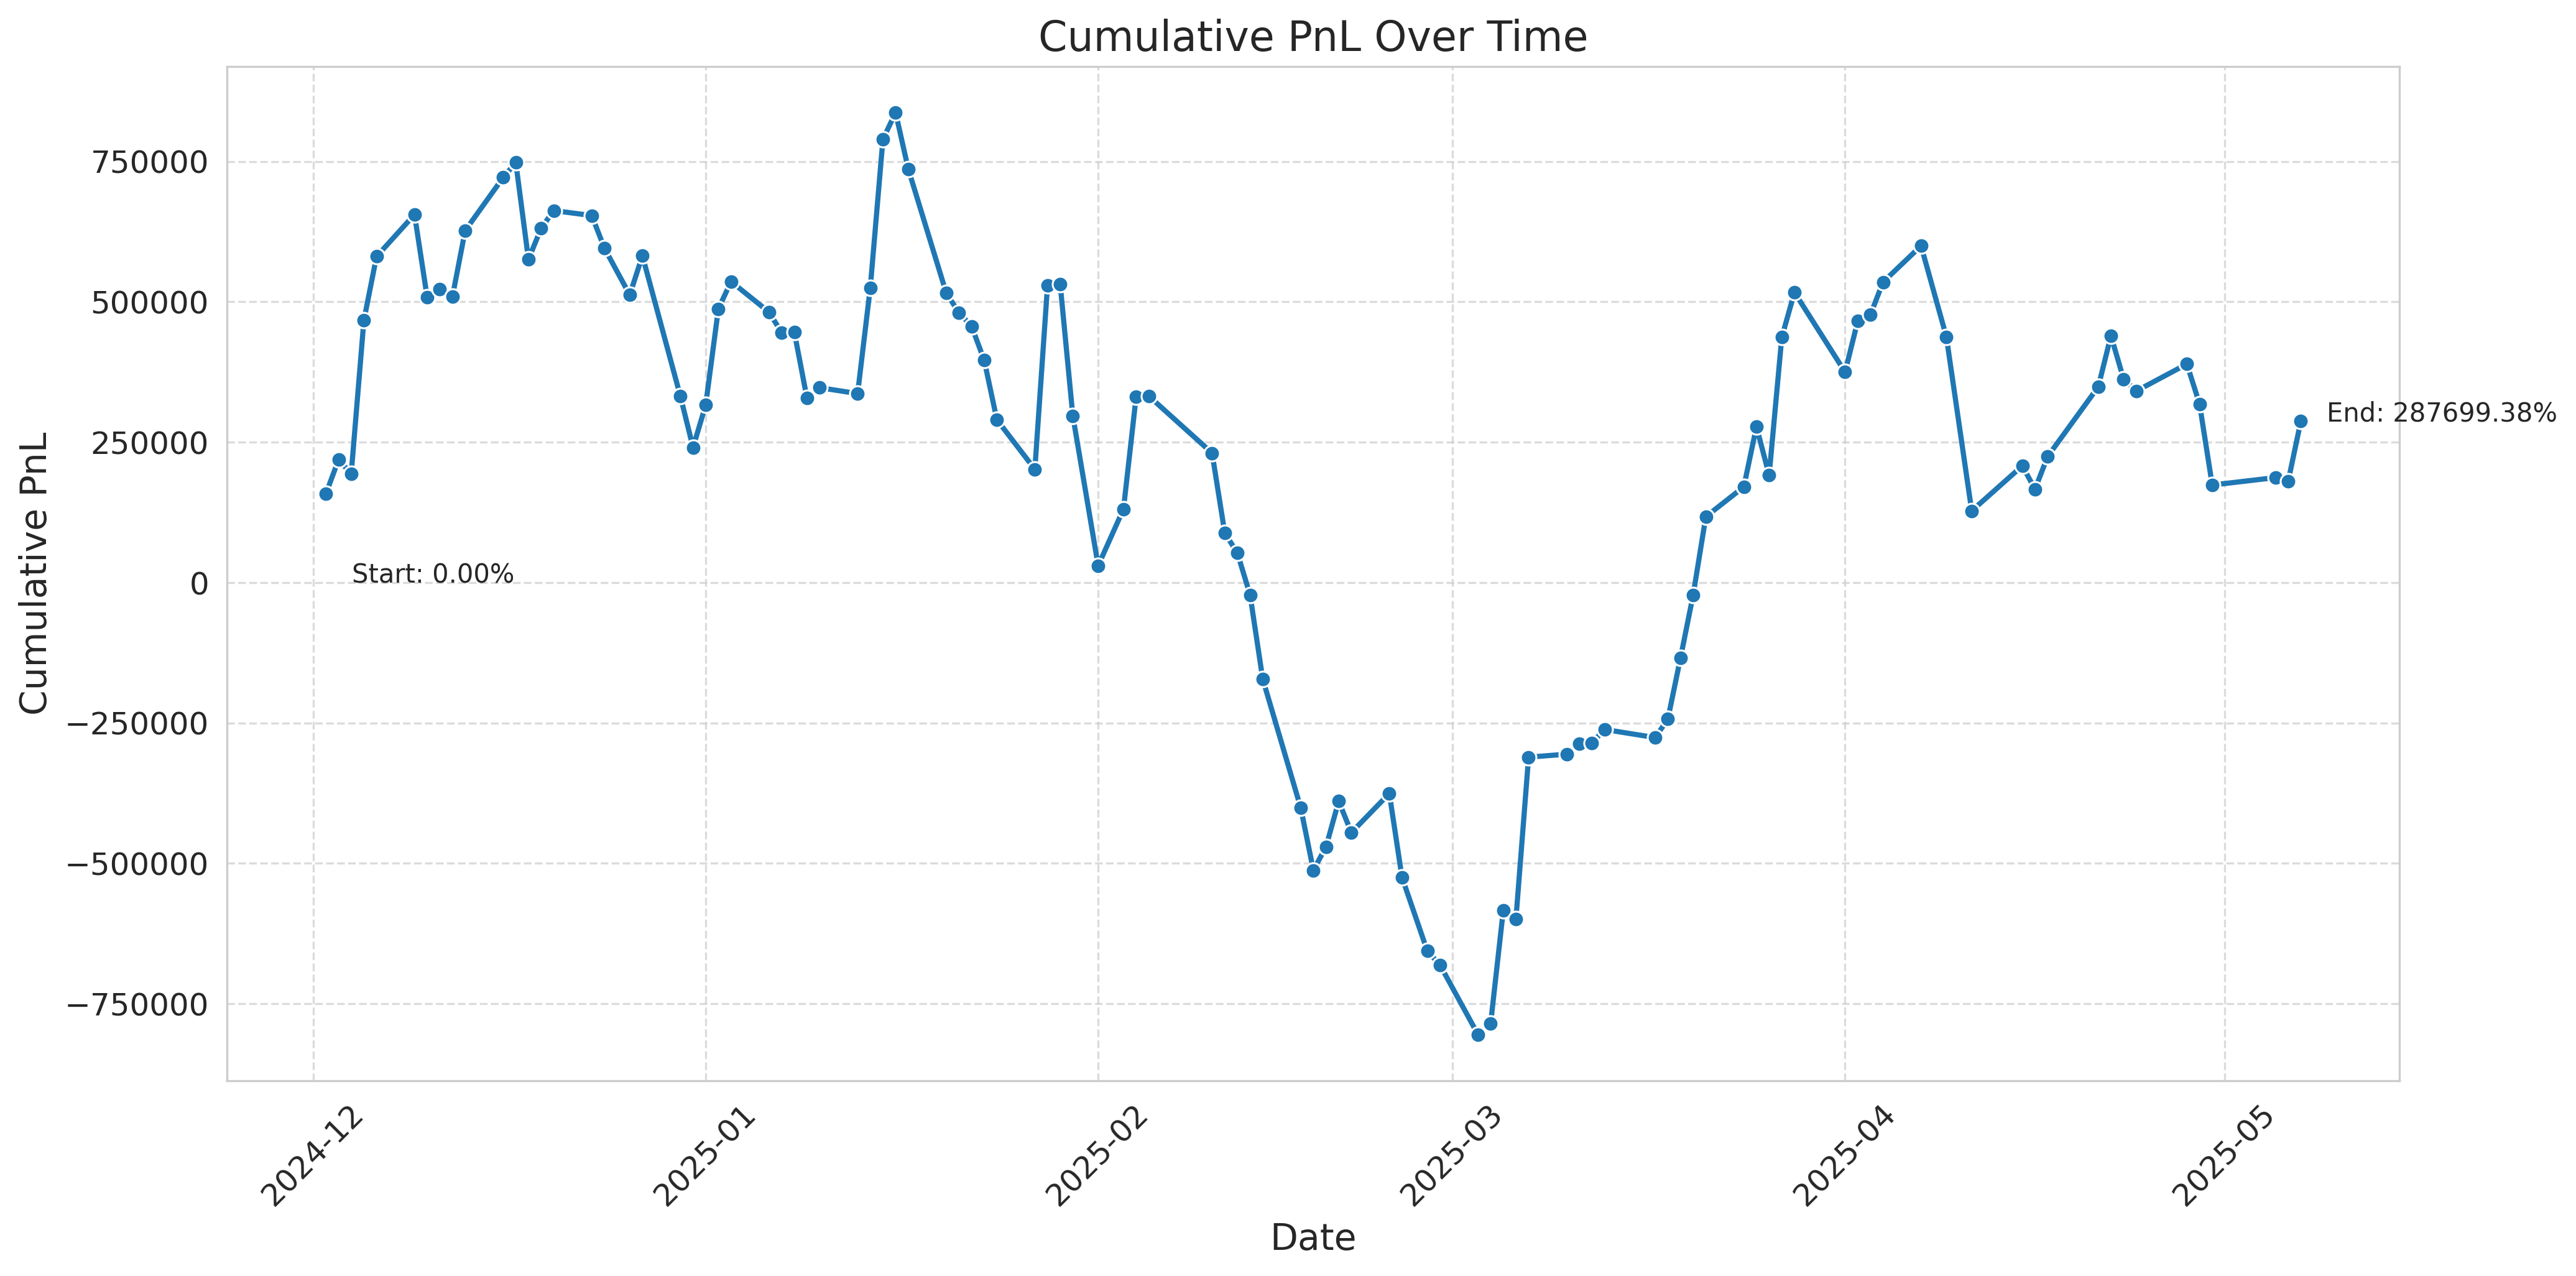 Cumulative PnL Over Time
Cumulative PnL
750000
500000
250000
0
−250000
−500000
−750000
Start: 0.00%
End: 287699.38%
2024-12
2025-01
2025-02
2025-03
2025-04
2025-05
Date